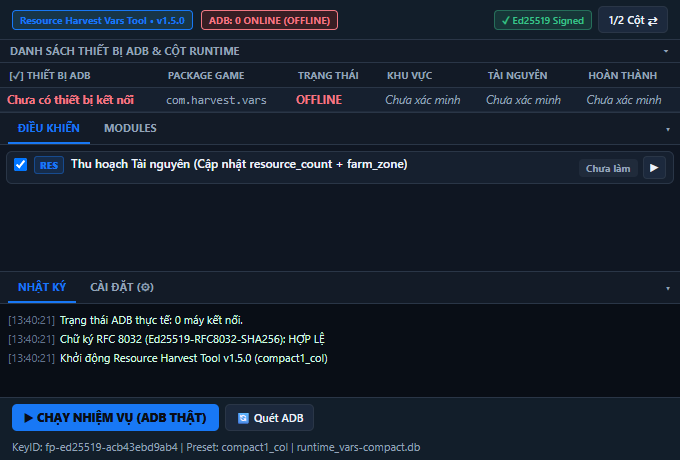 Resource Harvest Vars Tool • v1.5.0 ADB: 0 ONLINE (OFFLINE) ✓ Ed25519 Signed 1/2 Cột ⇄
DANH SÁCH THIẾT BỊ ADB & CỘT RUNTIME
[✓] THIẾT BỊ ADB PACKAGE GAME TRẠNG THÁI KHU VỰC TÀI NGUYÊN HOÀN THÀNH
Chưa có thiết bị kết nối com.harvest.vars OFFLINE Chưa xác minh Chưa xác minh Chưa xác minh
ĐIỀU KHIỂN MODULES
RES Thu hoạch Tài nguyên (Cập nhật resource_count + farm_zone) Chưa làm ▶
NHẬT KÝ CÀI ĐẶT (⚙)
[13:40:21] Trạng thái ADB thực tế: 0 máy kết nối.
[13:40:21] Chữ ký RFC 8032 (Ed25519-RFC8032-SHA256): HỢP LỆ
[13:40:21] Khởi động Resource Harvest Tool v1.5.0 (compact1_col)
▶ CHẠY NHIỆM VỤ (ADB THẬT) 🔄 Quét ADB
KeyID: fp-ed25519-acb43ebd9ab4 | Preset: compact1_col | runtime_vars-compact.db